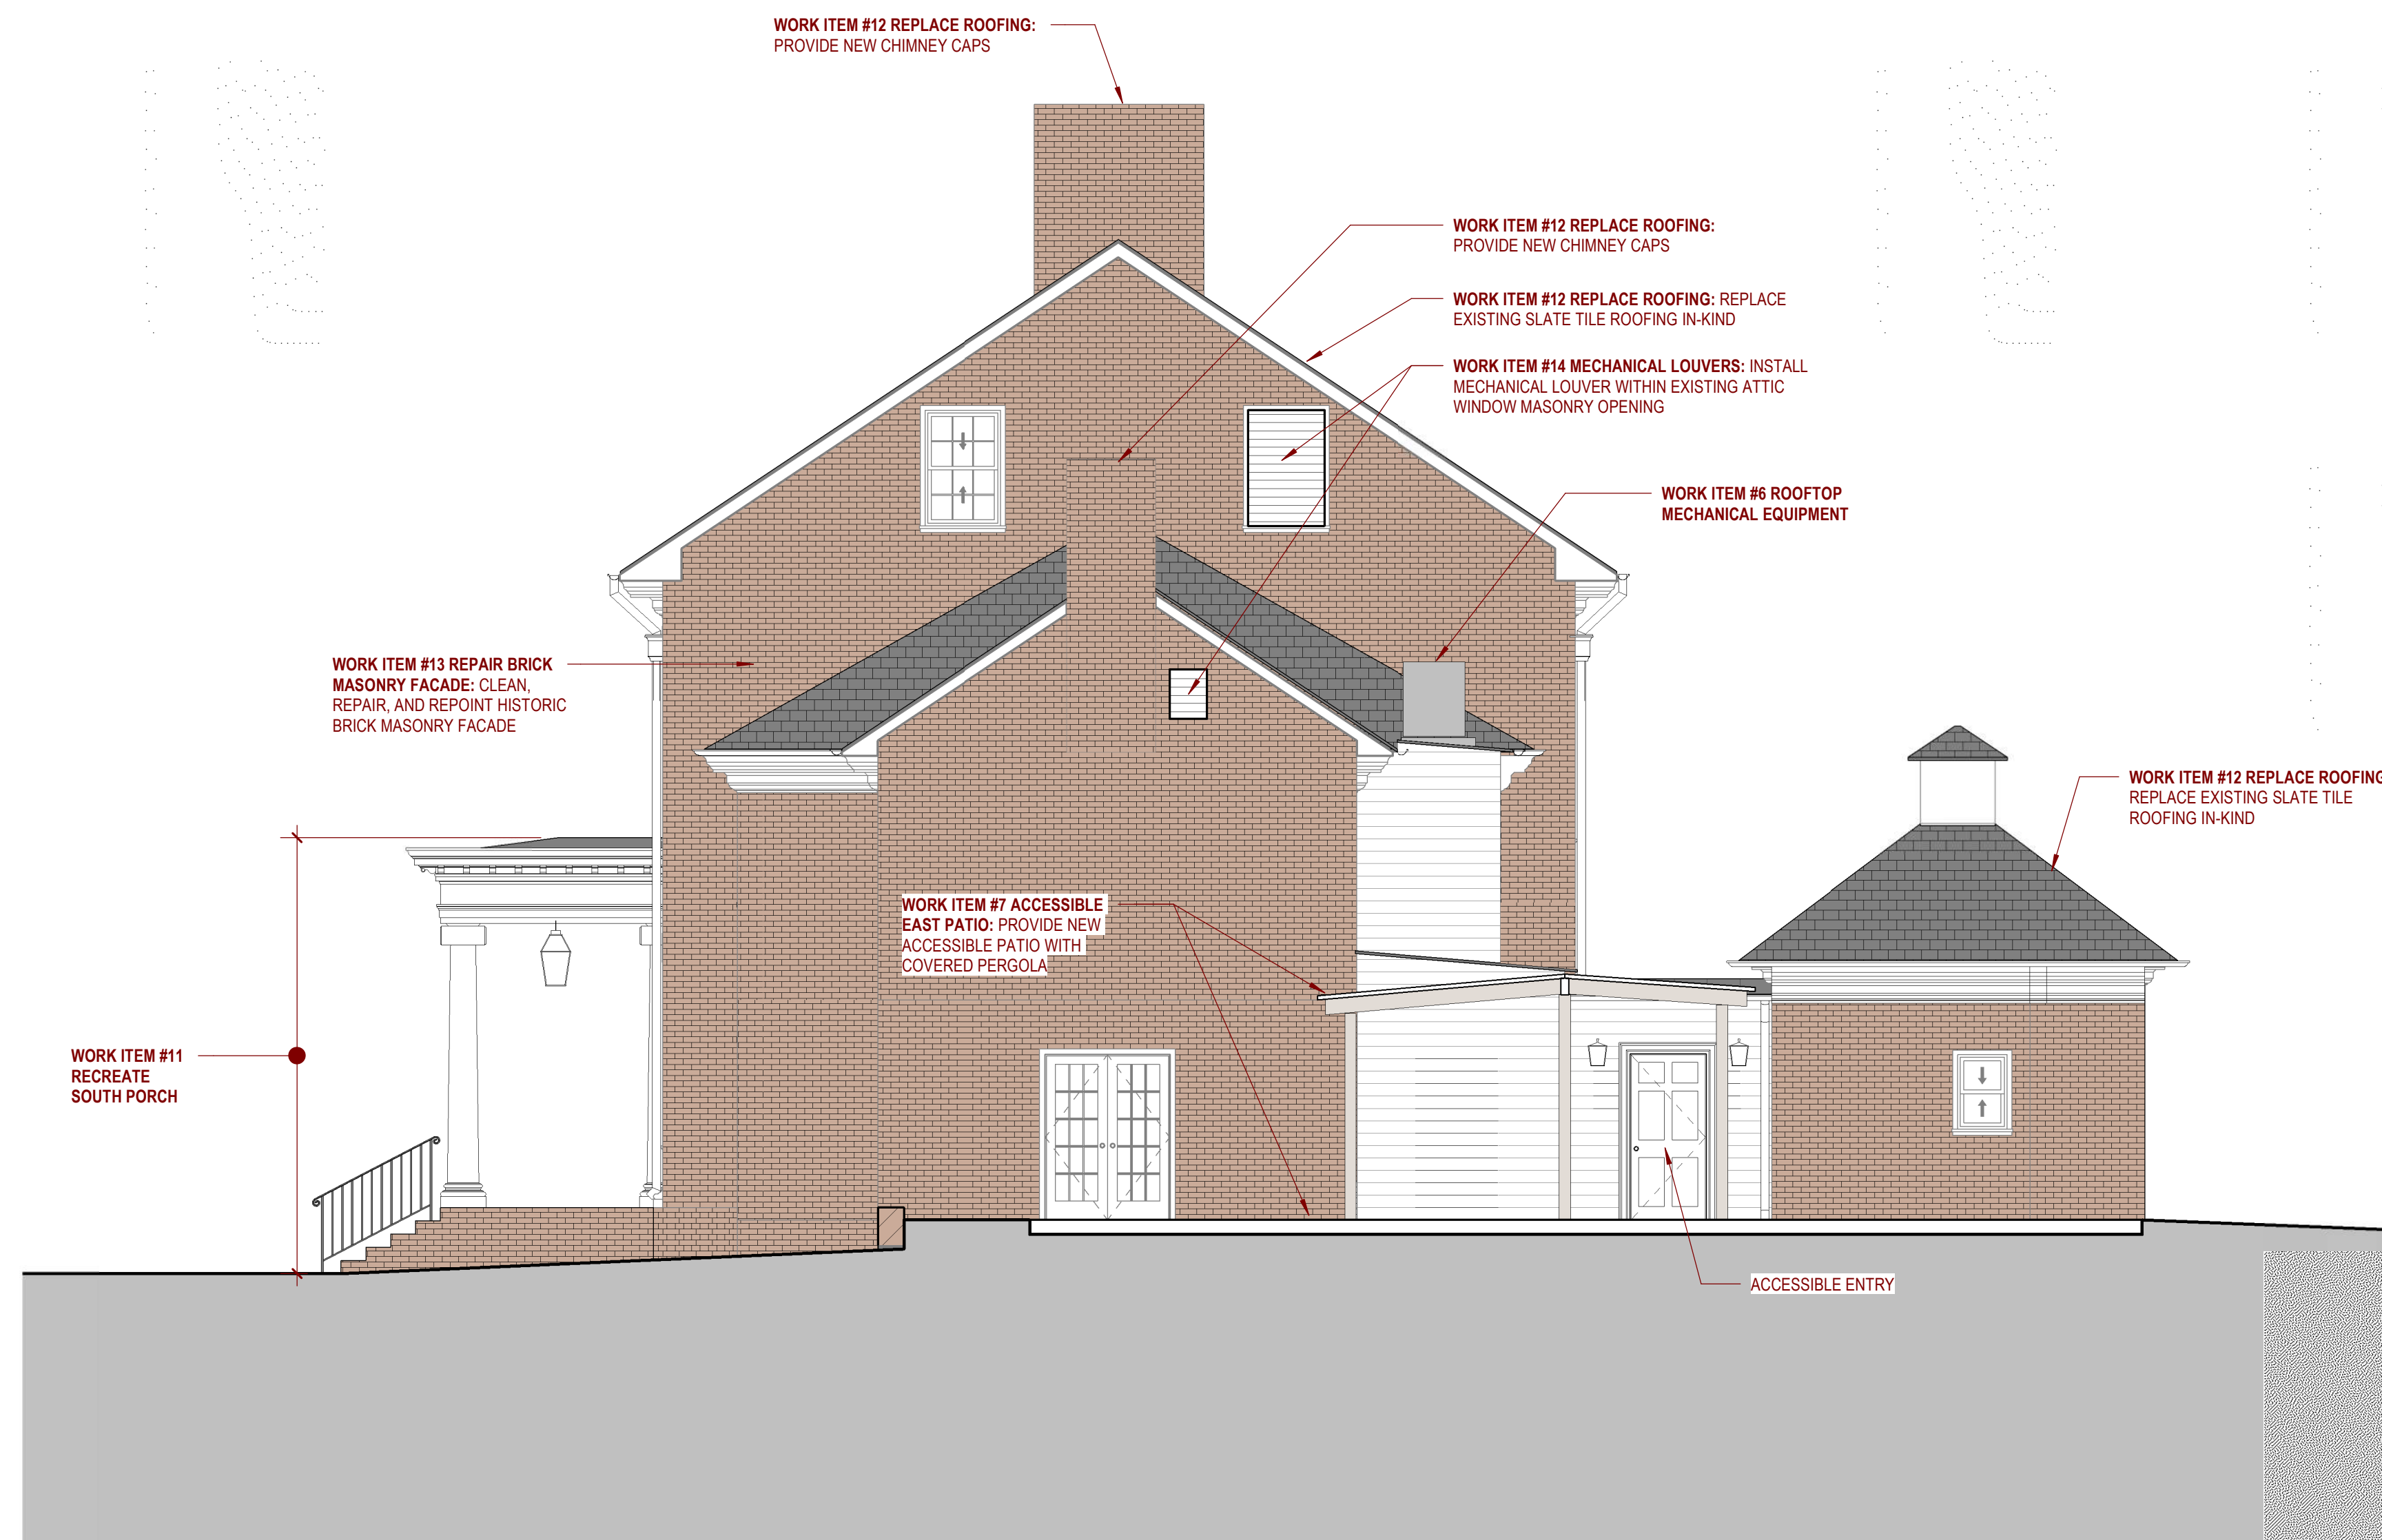 WORK ITEM #12 REPLACE ROOFING:
PROVIDE NEW CHIMNEY CAPS
WORK ITEM #12 REPLACE ROOFING:
PROVIDE NEW CHIMNEY CAPS
WORK ITEM #12 REPLACE ROOFING: REPLACE
EXISTING SLATE TILE ROOFING IN-KIND
WORK ITEM #14 MECHANICAL LOUVERS: INSTALL
MECHANICAL LOUVER WITHIN EXISTING ATTIC
WINDOW MASONRY OPENING
WORK ITEM #6 ROOFTOP
MECHANICAL EQUIPMENT
WORK ITEM #13 REPAIR BRICK
MASONRY FACADE: CLEAN,
REPAIR, AND REPOINT HISTORIC
BRICK MASONRY FACADE
WORK ITEM #12 REPLACE ROOFING
REPLACE EXISTING SLATE TILE
ROOFING IN-KIND
WORK ITEM #7 ACCESSIBLE
EAST PATIO: PROVIDE NEW
ACCESSIBLE PATIO WITH
COVERED PERGOLA
WORK ITEM #11
RECREATE
SOUTH PORCH
ACCESSIBLE ENTRY